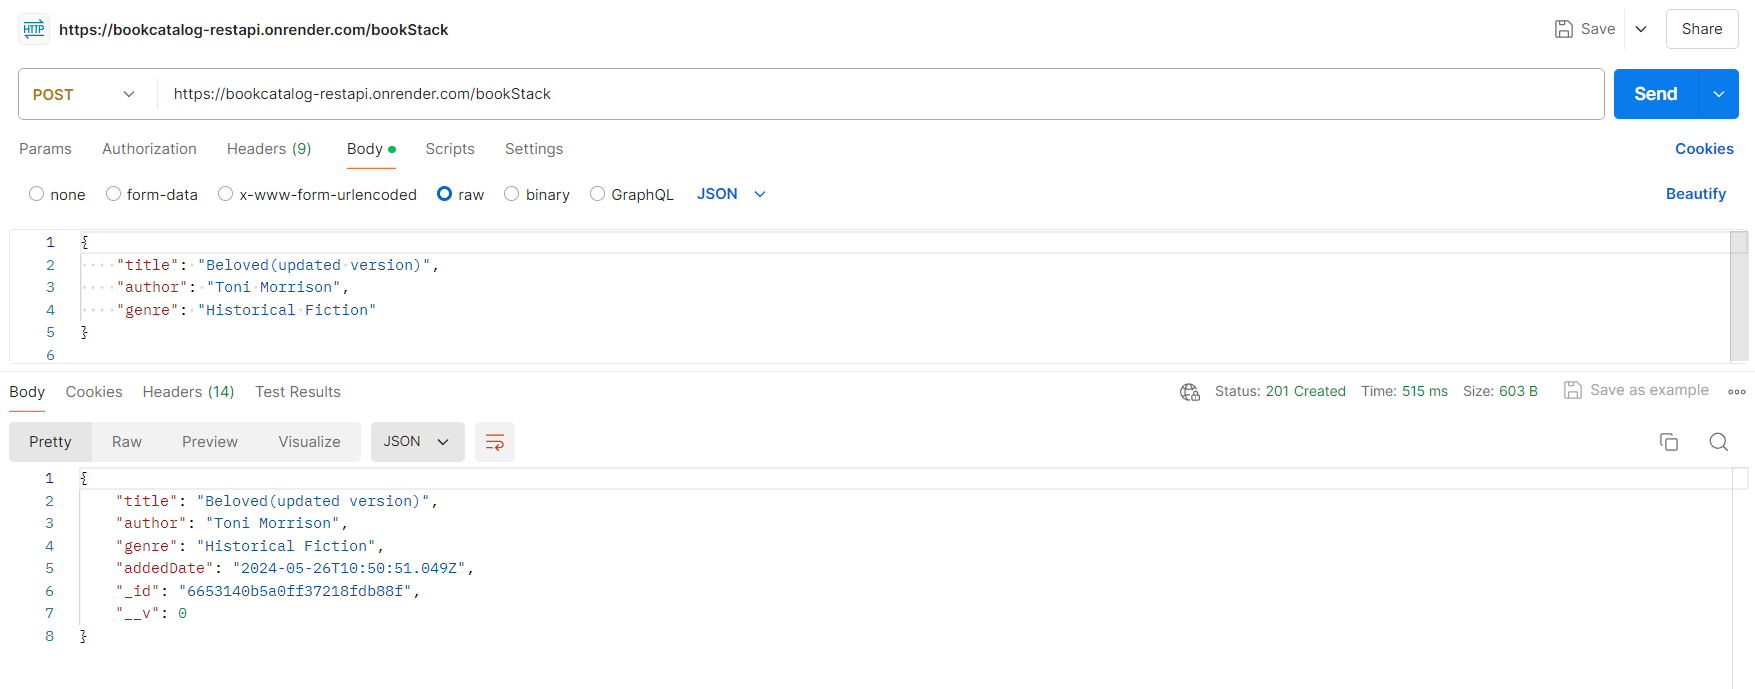 HTTP https://bookcatalog-restapi.onrender.com/bookStack Save Share
POST https://bookcatalog-restapi.onrender.com/bookStack Send
Params Authorization Headers (9) Body Scripts Settings Cookies
none form-data x-www-form-urlencoded raw binary GraphQL JSON Beautify
1 {
2 "title": "Beloved(updated version)",
3 "author": "Toni Morrison",
4 "genre": "Historical Fiction"
5 }
6
Body Cookies Headers (14) Test Results Status: 201 Created Time: 515 ms Size: 603 B Save as example
Pretty Raw Preview Visualize JSON
1 {
2 "title": "Beloved(updated version)",
3 "author": "Toni Morrison",
4 "genre": "Historical Fiction",
5 "addedDate": "2024-05-26T10:50:51.049Z",
6 "_id": "6653140b5a0ff37218fdb88f",
7 "__v": 0
8 }